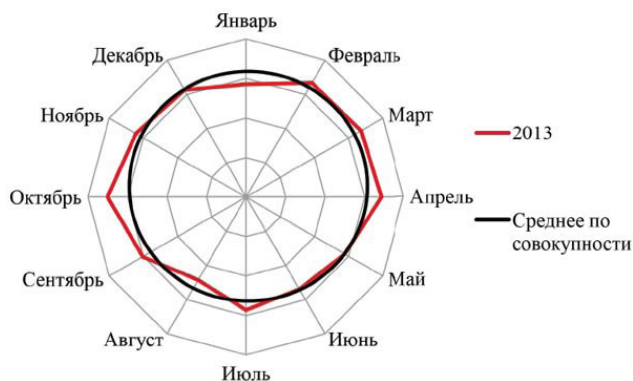 Январь
Февраль
Март
Апрель
Май
Июнь
Июль
Август
Сентябрь
Октябрь
Ноябрь
Декабрь
2013
Среднее по
совокупности